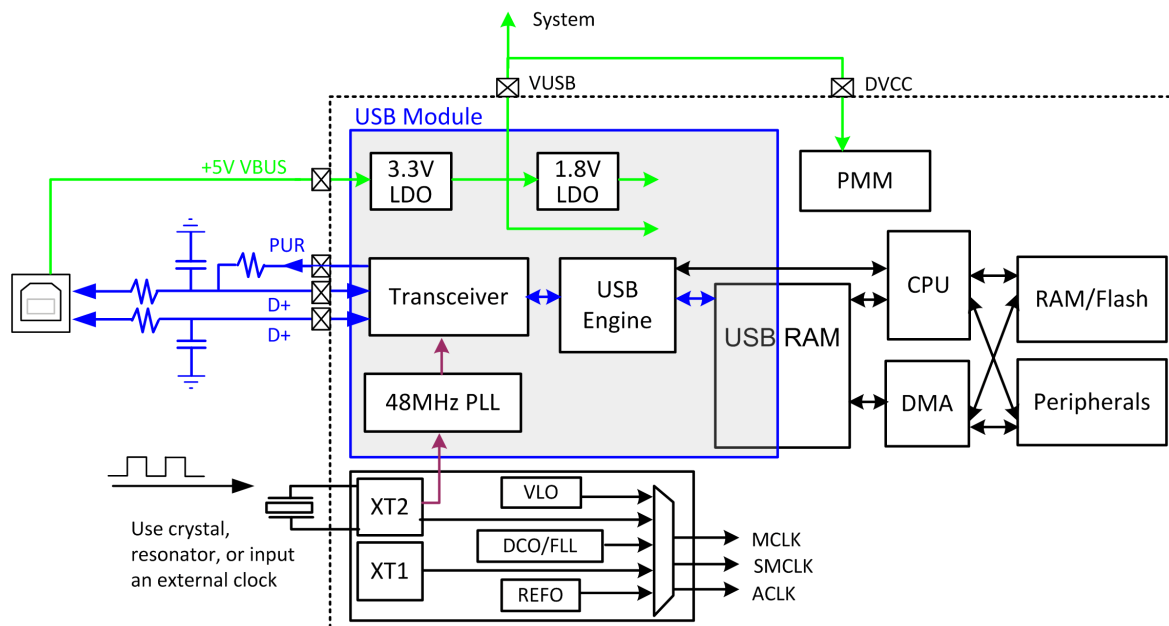 System
VUSB
DVCC
USB Module
+5V VBUS
3.3V
LDO
1.8V
LDO
PMM
PUR
D+
D+
Transceiver
USB
Engine
USB RAM
CPU
RAM/Flash
48MHz PLL
DMA
Peripherals
Use crystal,
resonator, or input
an external clock
XT2
XT1
VLO
DCO/FLL
REFO
MCLK
SMCLK
ACLK